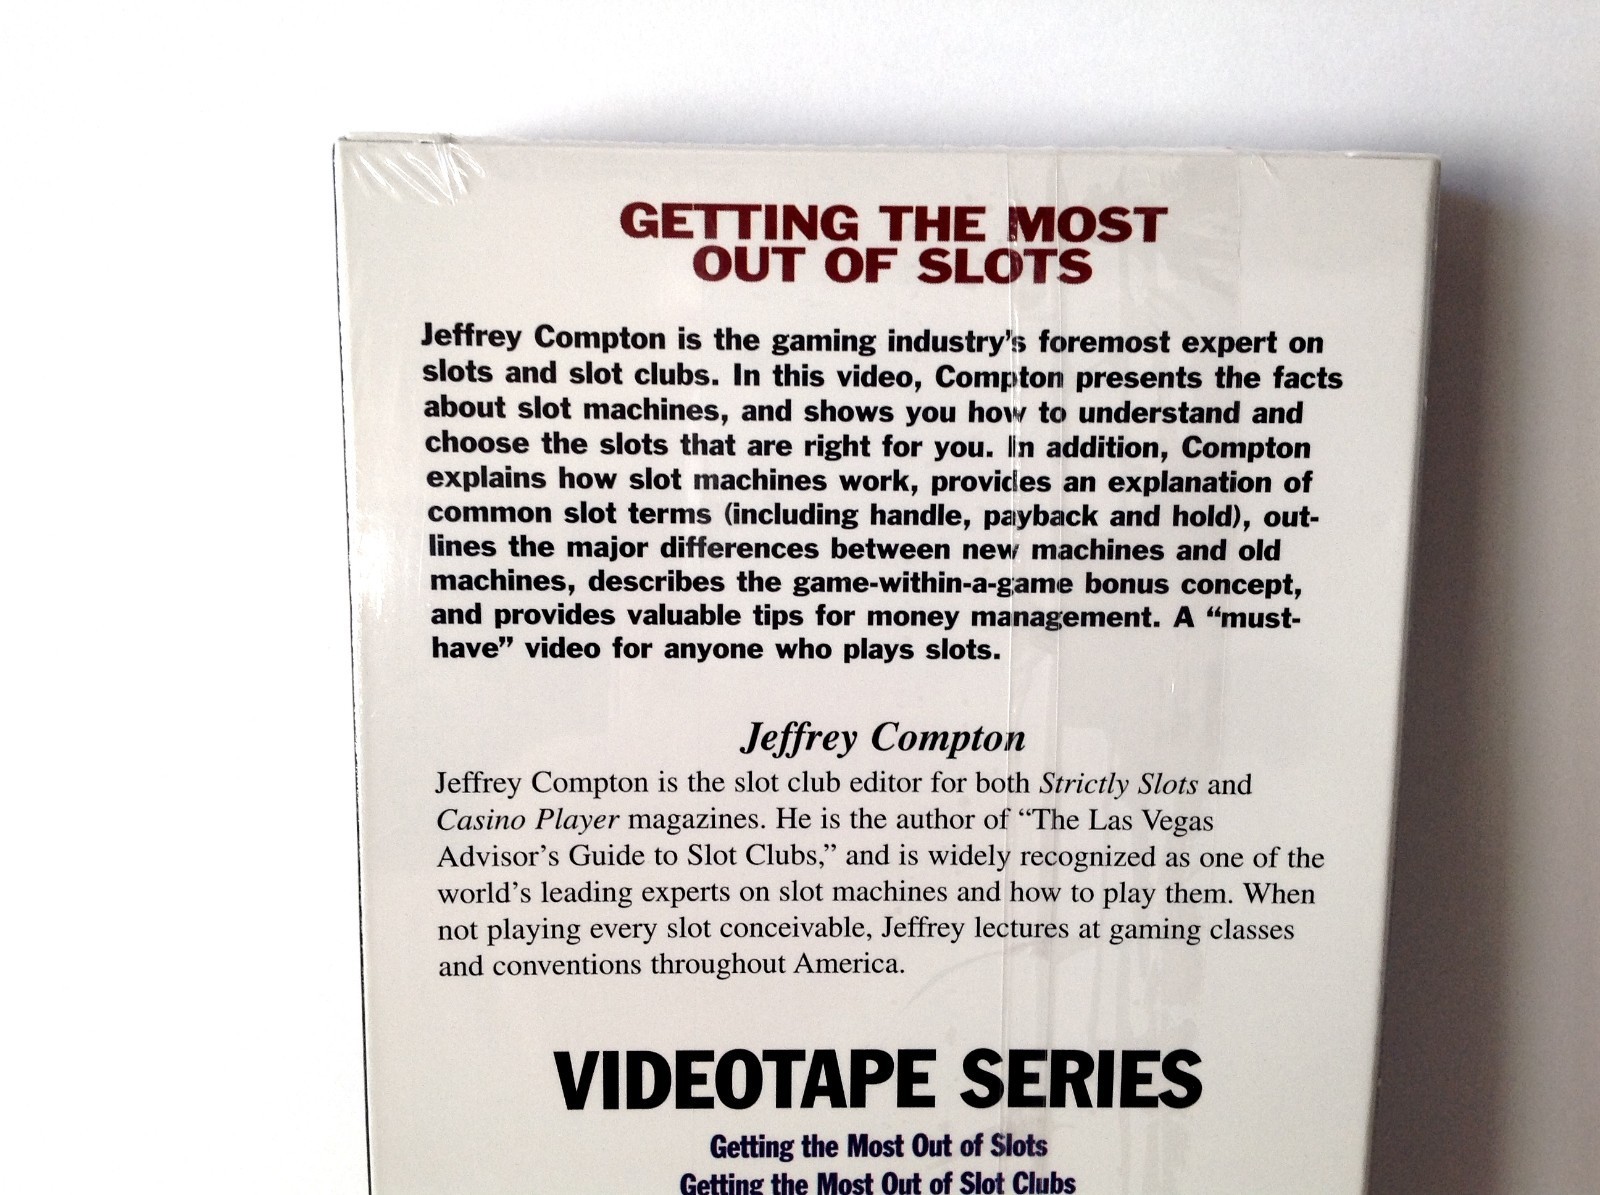 GETTING THE MOST
OUT OF SLOTS
Jeffrey Compton is the gaming industry's foremost expert on
slots and slot clubs. In this video, Compton presents the facts
about slot machines, and shows you how to understand and
choose the slots that are right for you. In addition, Compton
explains how slot machines work, provides an explanation of
common slot terms (including handle, payback and hold), out-
lines the major differences between new machines and old
machines, describes the game-within-a-game bonus concept,
and provides valuable tips for money management. A “must-
have” video for anyone who plays slots.
Jeffrey Compton
Jeffrey Compton is the slot club editor for both Strictly Slots and
Casino Player magazines. He is the author of “The Las Vegas
Advisor's Guide to Slot Clubs,” and is widely recognized as one of the
world's leading experts on slot machines and how to play them. When
not playing every slot conceivable, Jeffrey lectures at gaming classes
and conventions throughout America.
VIDEOTAPE SERIES
Getting the Most Out of Slots
Getting the Most Out of Slot Clubs